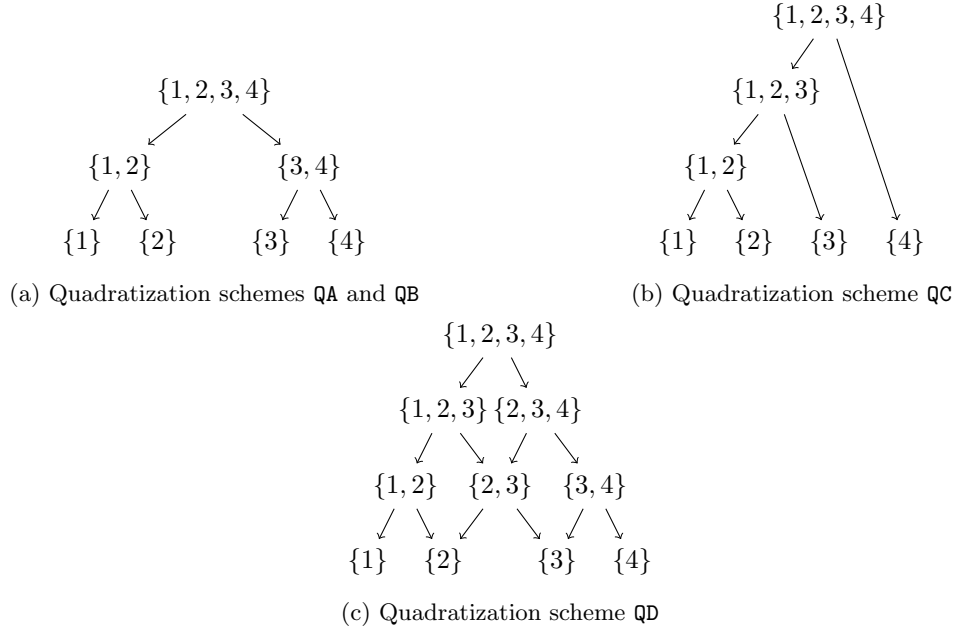 {1, 2, 3, 4}
{1, 2} {3, 4}
{1} {2} {3} {4}
(a) Quadratization schemes QA and QB
{1, 2, 3, 4}
{1, 2, 3}
{1, 2}
{1} {2} {3} {4}
(b) Quadratization scheme QC
{1, 2, 3, 4}
{1, 2, 3} {2, 3, 4}
{1, 2} {2, 3} {3, 4}
{1} {2} {3} {4}
(c) Quadratization scheme QD